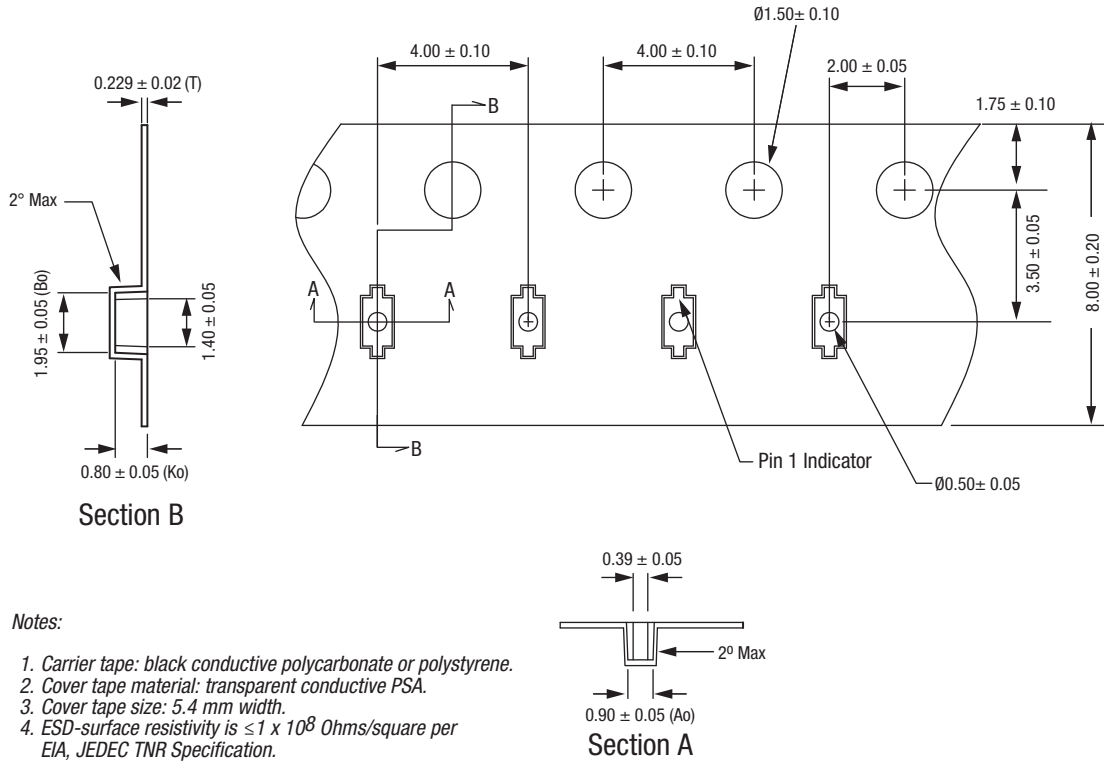 Ø1.50± 0.10
4.00 ± 0.10
4.00 ± 0.10
2.00 ± 0.05
0.229 ± 0.02 (T)
1.75 ± 0.10
B
2° Max
3.50 ± 0.05
8.00 ± 0.20
A
A
1.95 ± 0.05 (Bo)
1.40 ± 0.05
B
Pin 1 Indicator
0.80 ± 0.05 (Ko)
Ø0.50± 0.05
Section B
0.39 ± 0.05
Notes:
2º Max
1. Carrier tape: black conductive polycarbonate or polystyrene.
2. Cover tape material: transparent conductive PSA.
3. Cover tape size: 5.4 mm width.
4. ESD-surface resistivity is ≤1 x 10⁸ Ohms/square per
EIA, JEDEC TNR Specification.
0.90 ± 0.05 (Ao)
Section A